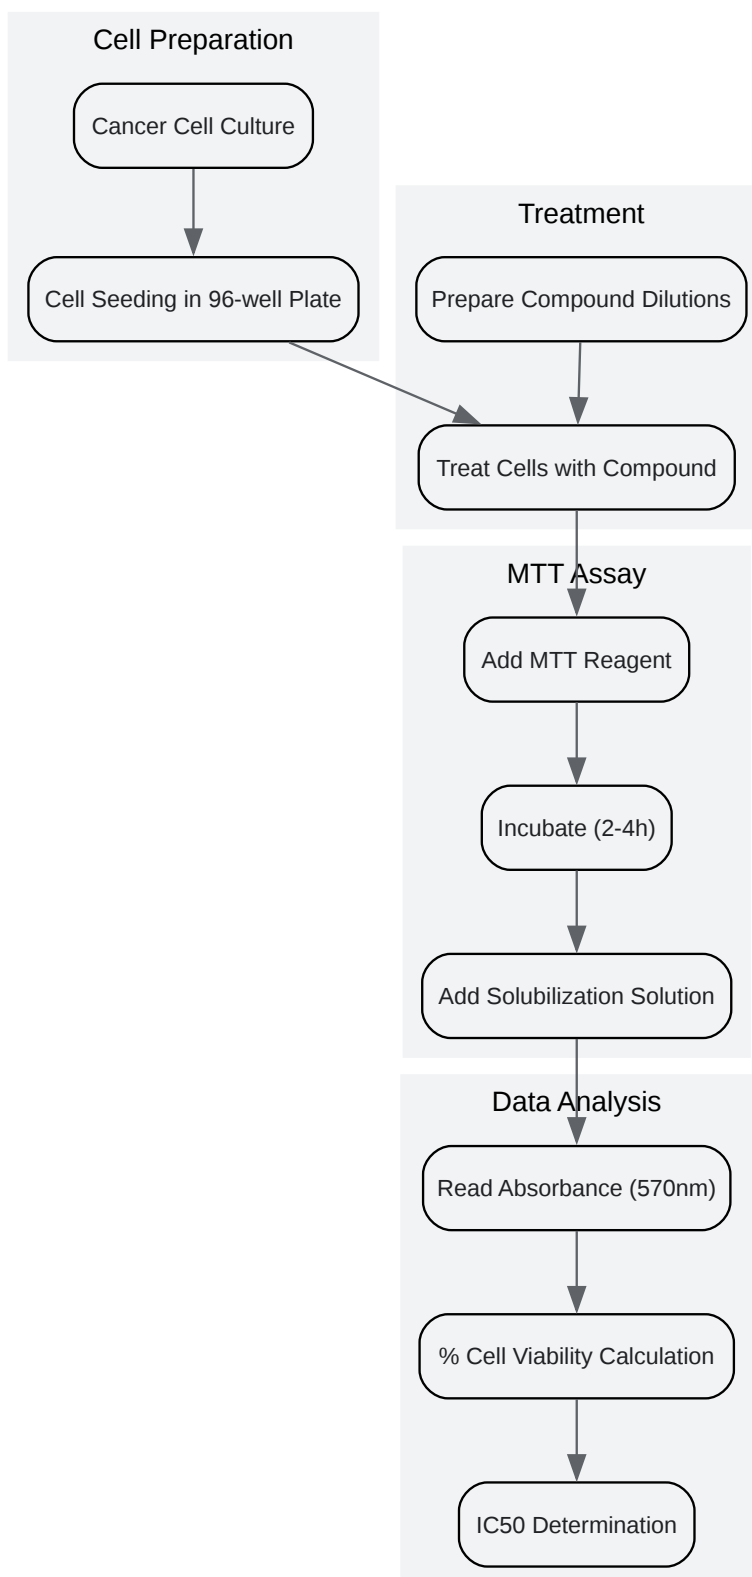 Cell Preparation
Cancer Cell Culture
Cell Seeding in 96-well Plate
Treatment
Prepare Compound Dilutions
Treat Cells with Compound
MTT Assay
Add MTT Reagent
Incubate (2-4h)
Add Solubilization Solution
Data Analysis
Read Absorbance (570nm)
% Cell Viability Calculation
IC50 Determination